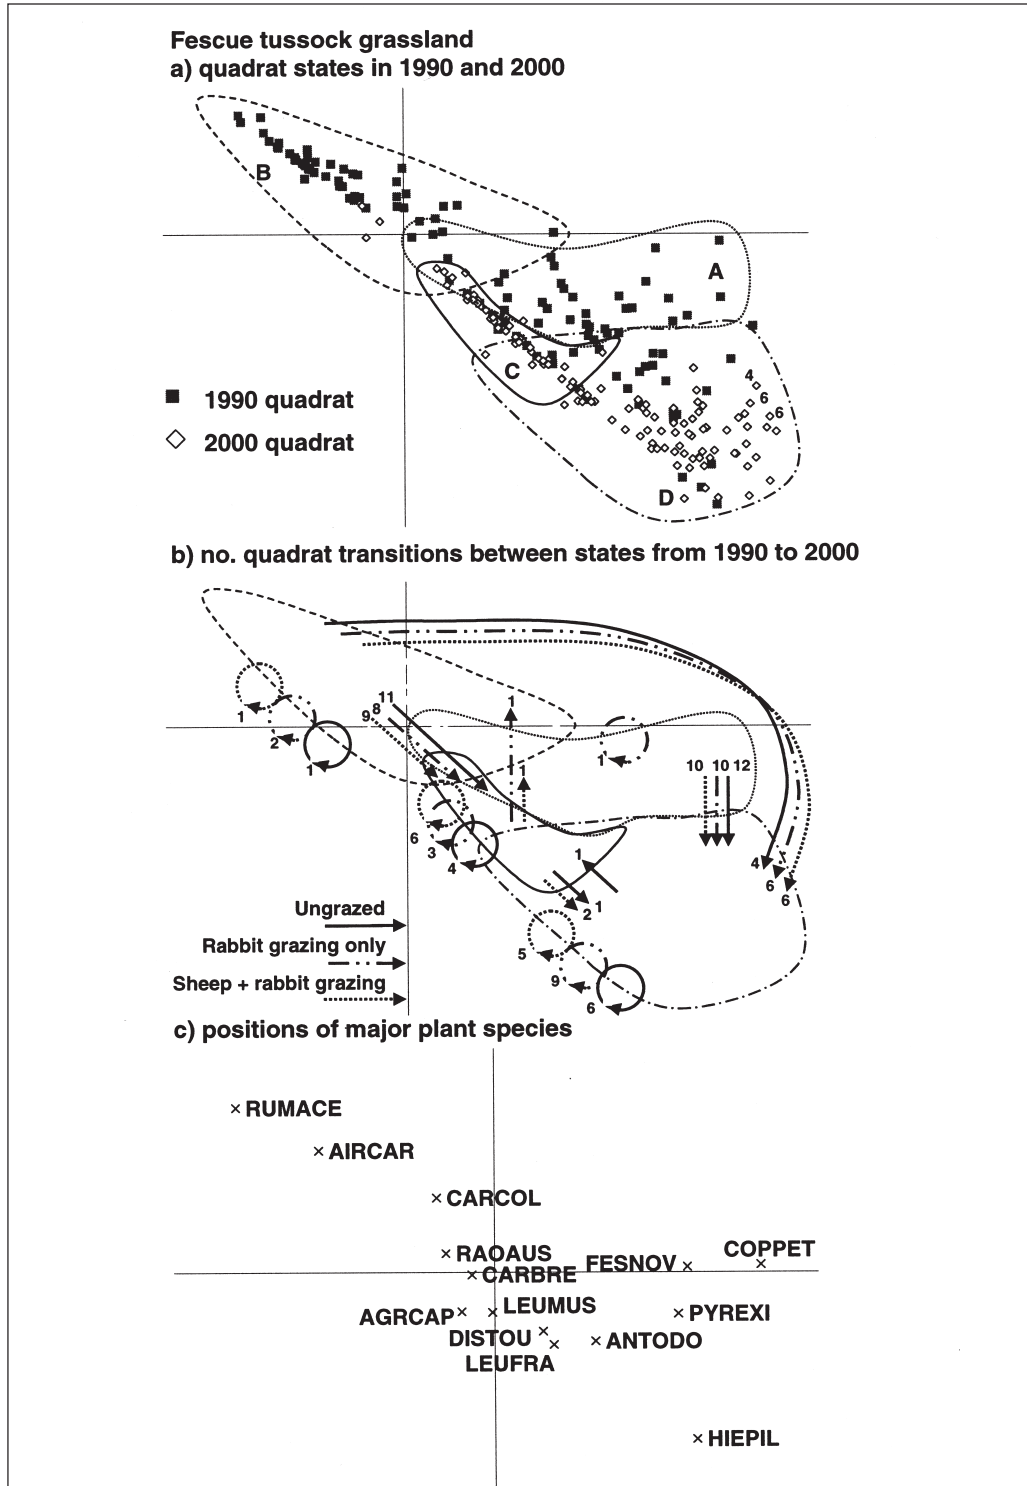 Fescue tussock grassland
a) quadrat states in 1990 and 2000
B
A
C
4
6
6
D
1990 quadrat
2000 quadrat
b) no. quadrat transitions between states from 1990 to 2000
11
8
9
1
1
2
1
1
1
10 10 12
6
3
4
1
4
6
6
2 1
5
9
6
Ungrazed
Rabbit grazing only
Sheep + rabbit grazing
c) positions of major plant species
× RUMACE
× AIRCAR
× CARCOL
× RAOAUS
COPPET ×
FESNOV ×
× CARBRE
AGRCAP ×
× LEUMUS
× PYREXI
DISTOU ×
× ANTODO
LEUFRA ×
× HIEPIL